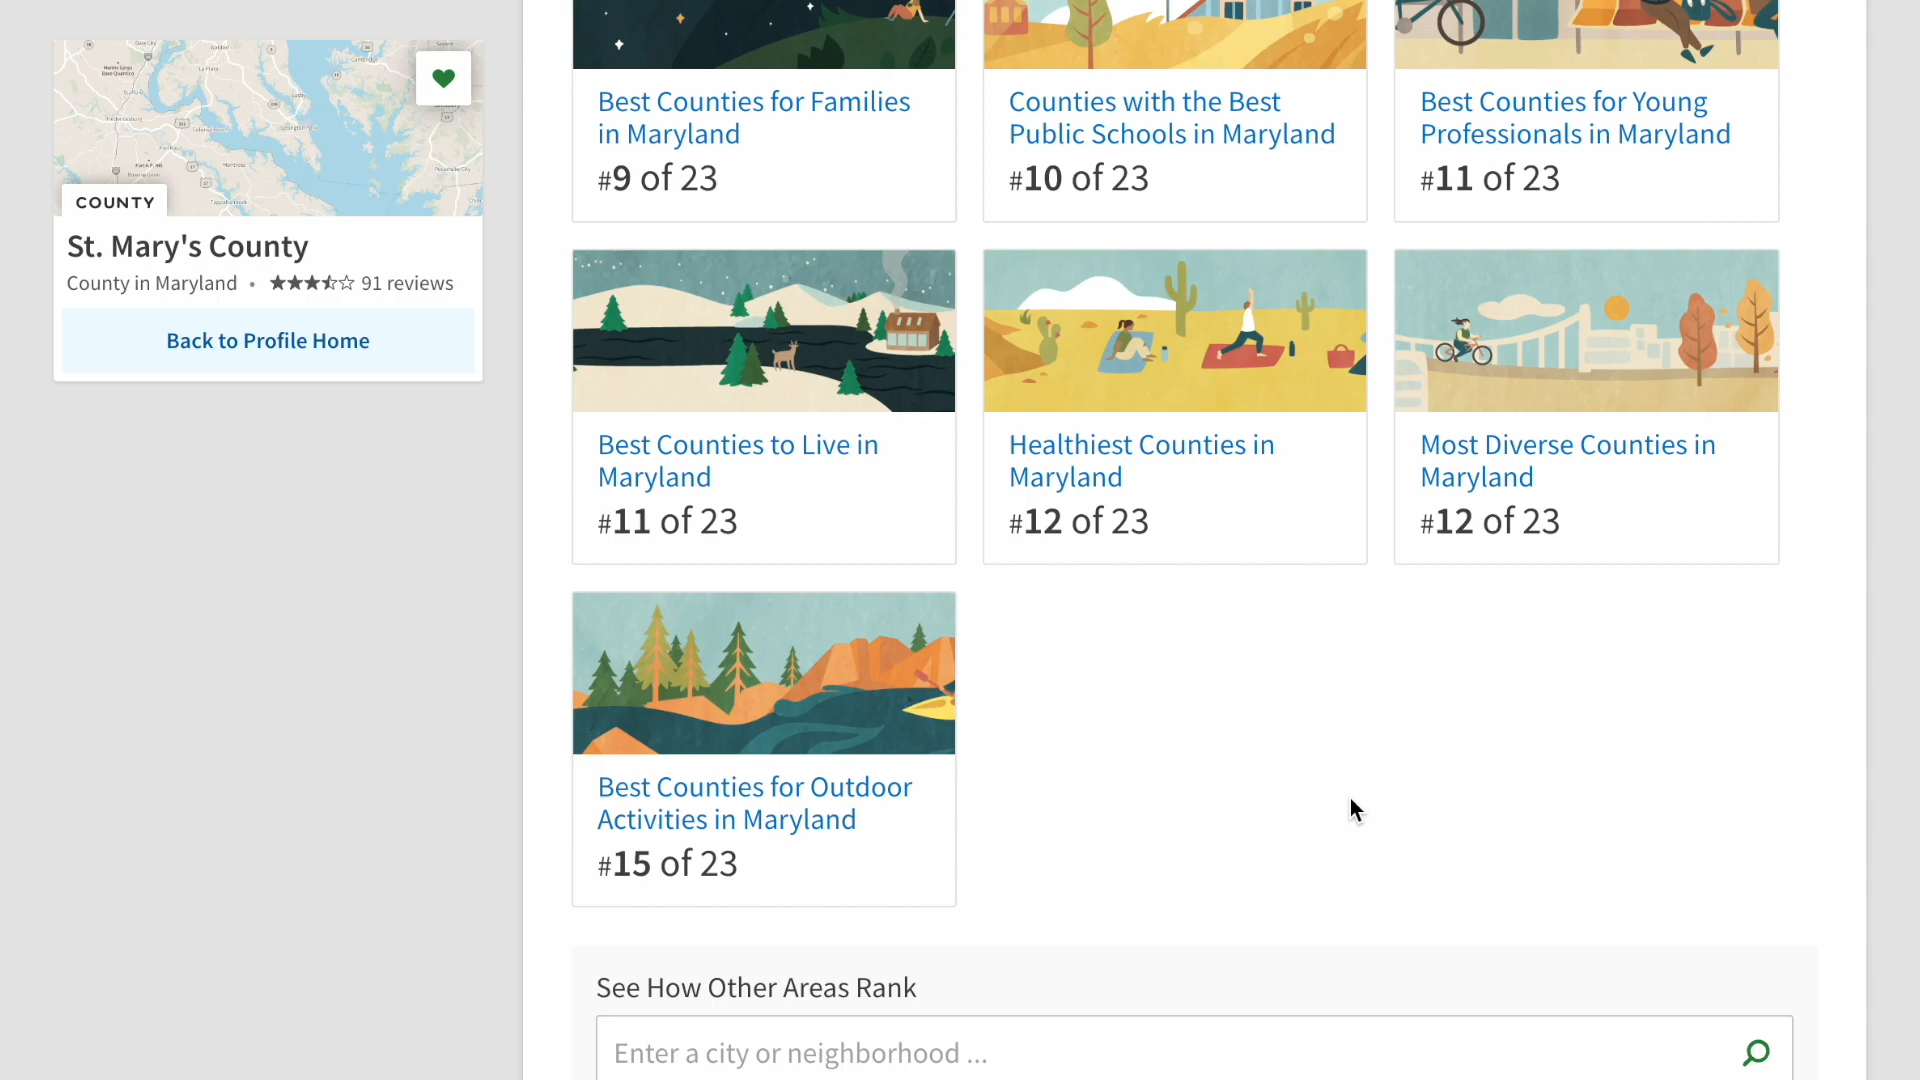 COUNTY
St. Mary's County
County in Maryland • 91 reviews
Back to Profile Home
Best Counties for Families
in Maryland
#9 of 23
Counties with the Best
Public Schools in Maryland
#10 of 23
Best Counties for Young
Professionals in Maryland
#11 of 23
Best Counties to Live in
Maryland
#11 of 23
Healthiest Counties in
Maryland
#12 of 23
Most Diverse Counties in
Maryland
#12 of 23
Best Counties for Outdoor
Activities in Maryland
#15 of 23
See How Other Areas Rank
Enter a city or neighborhood ...